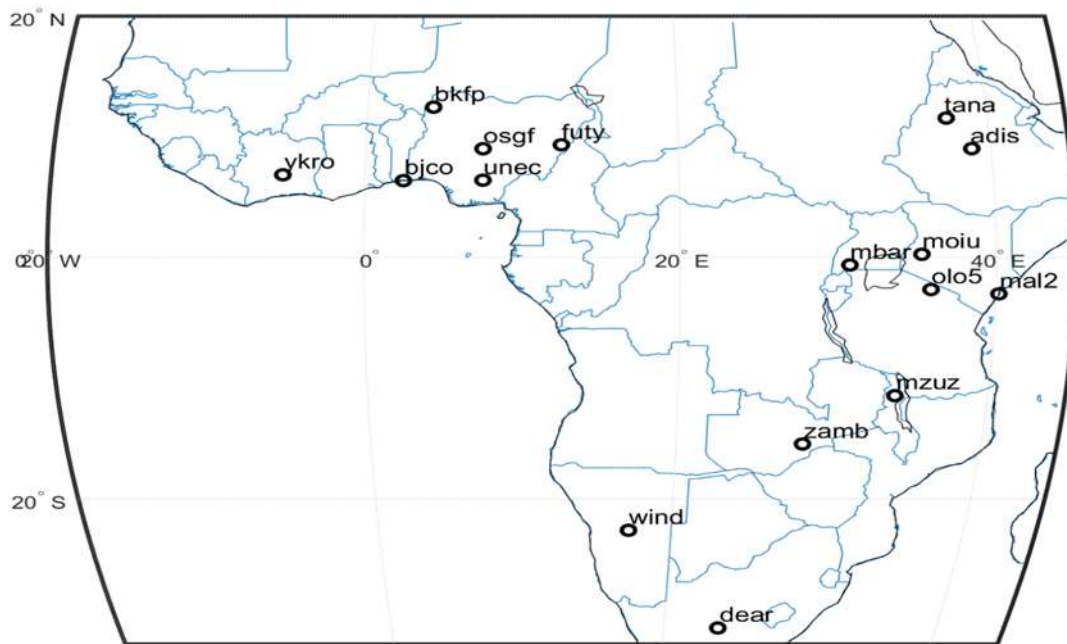 20° N
bkfp
tana
osgf
futy
adis
ykro
bjco
unec
mbar
moiu
20° W
0°
20° E
40° E
olo5
mal2
mzuz
zamb
20° S
wind
dear